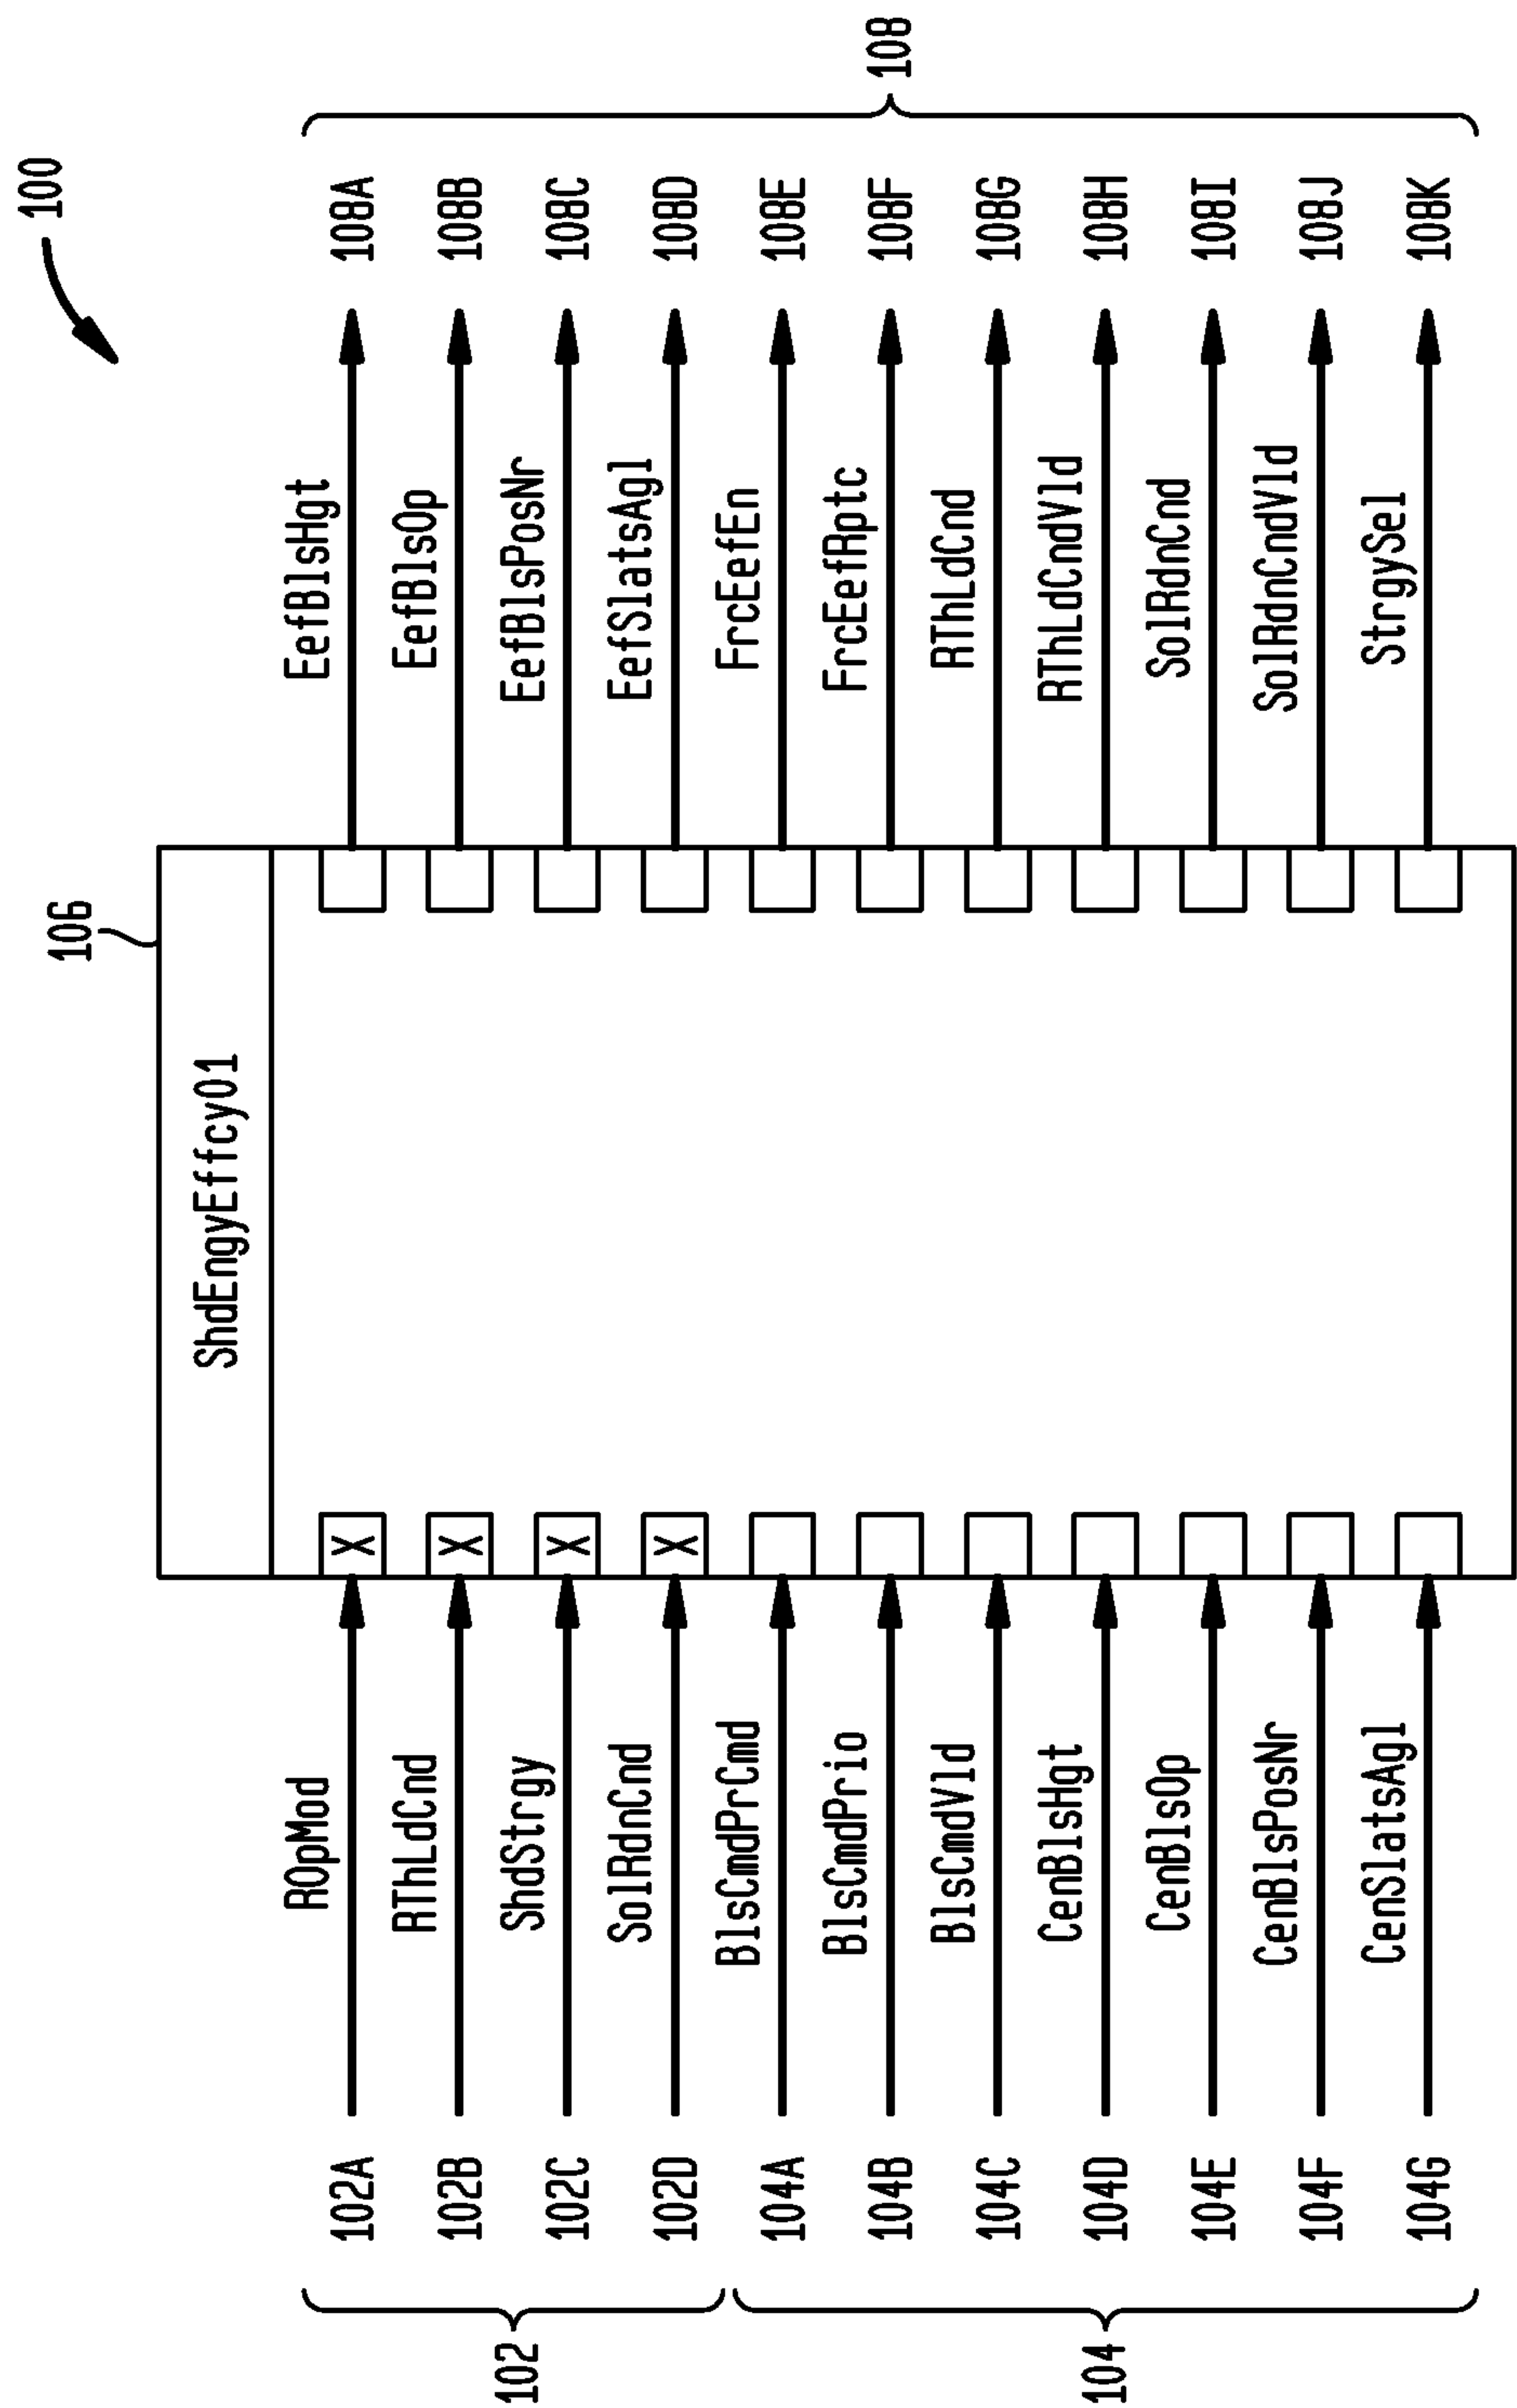 100
106
ShdEngyEffcy01
102
102A ROpMod X
102B RThLdCnd X
102C ShdStrgy X
102D SolRdnCnd X
104
104A BlsCmdPrCmd
104B BlsCmdPrio
104C BlsCmdVld
104D CenBlsHgt
104E CenBlsOp
104F CenBlsPosNr
104G CenSlatsAgl
EefBlsHgt 108A
EefBlsOp 108B
EefBlsPosNr 108C
EefSlatsAgl 108D
FrcEefEn 108E
FrcEefRptc 108F
RThLdCnd 108G
RThLdCndVld 108H
SolRdnCnd 108I
SolRdnCndVld 108J
StrgySel 108K
108